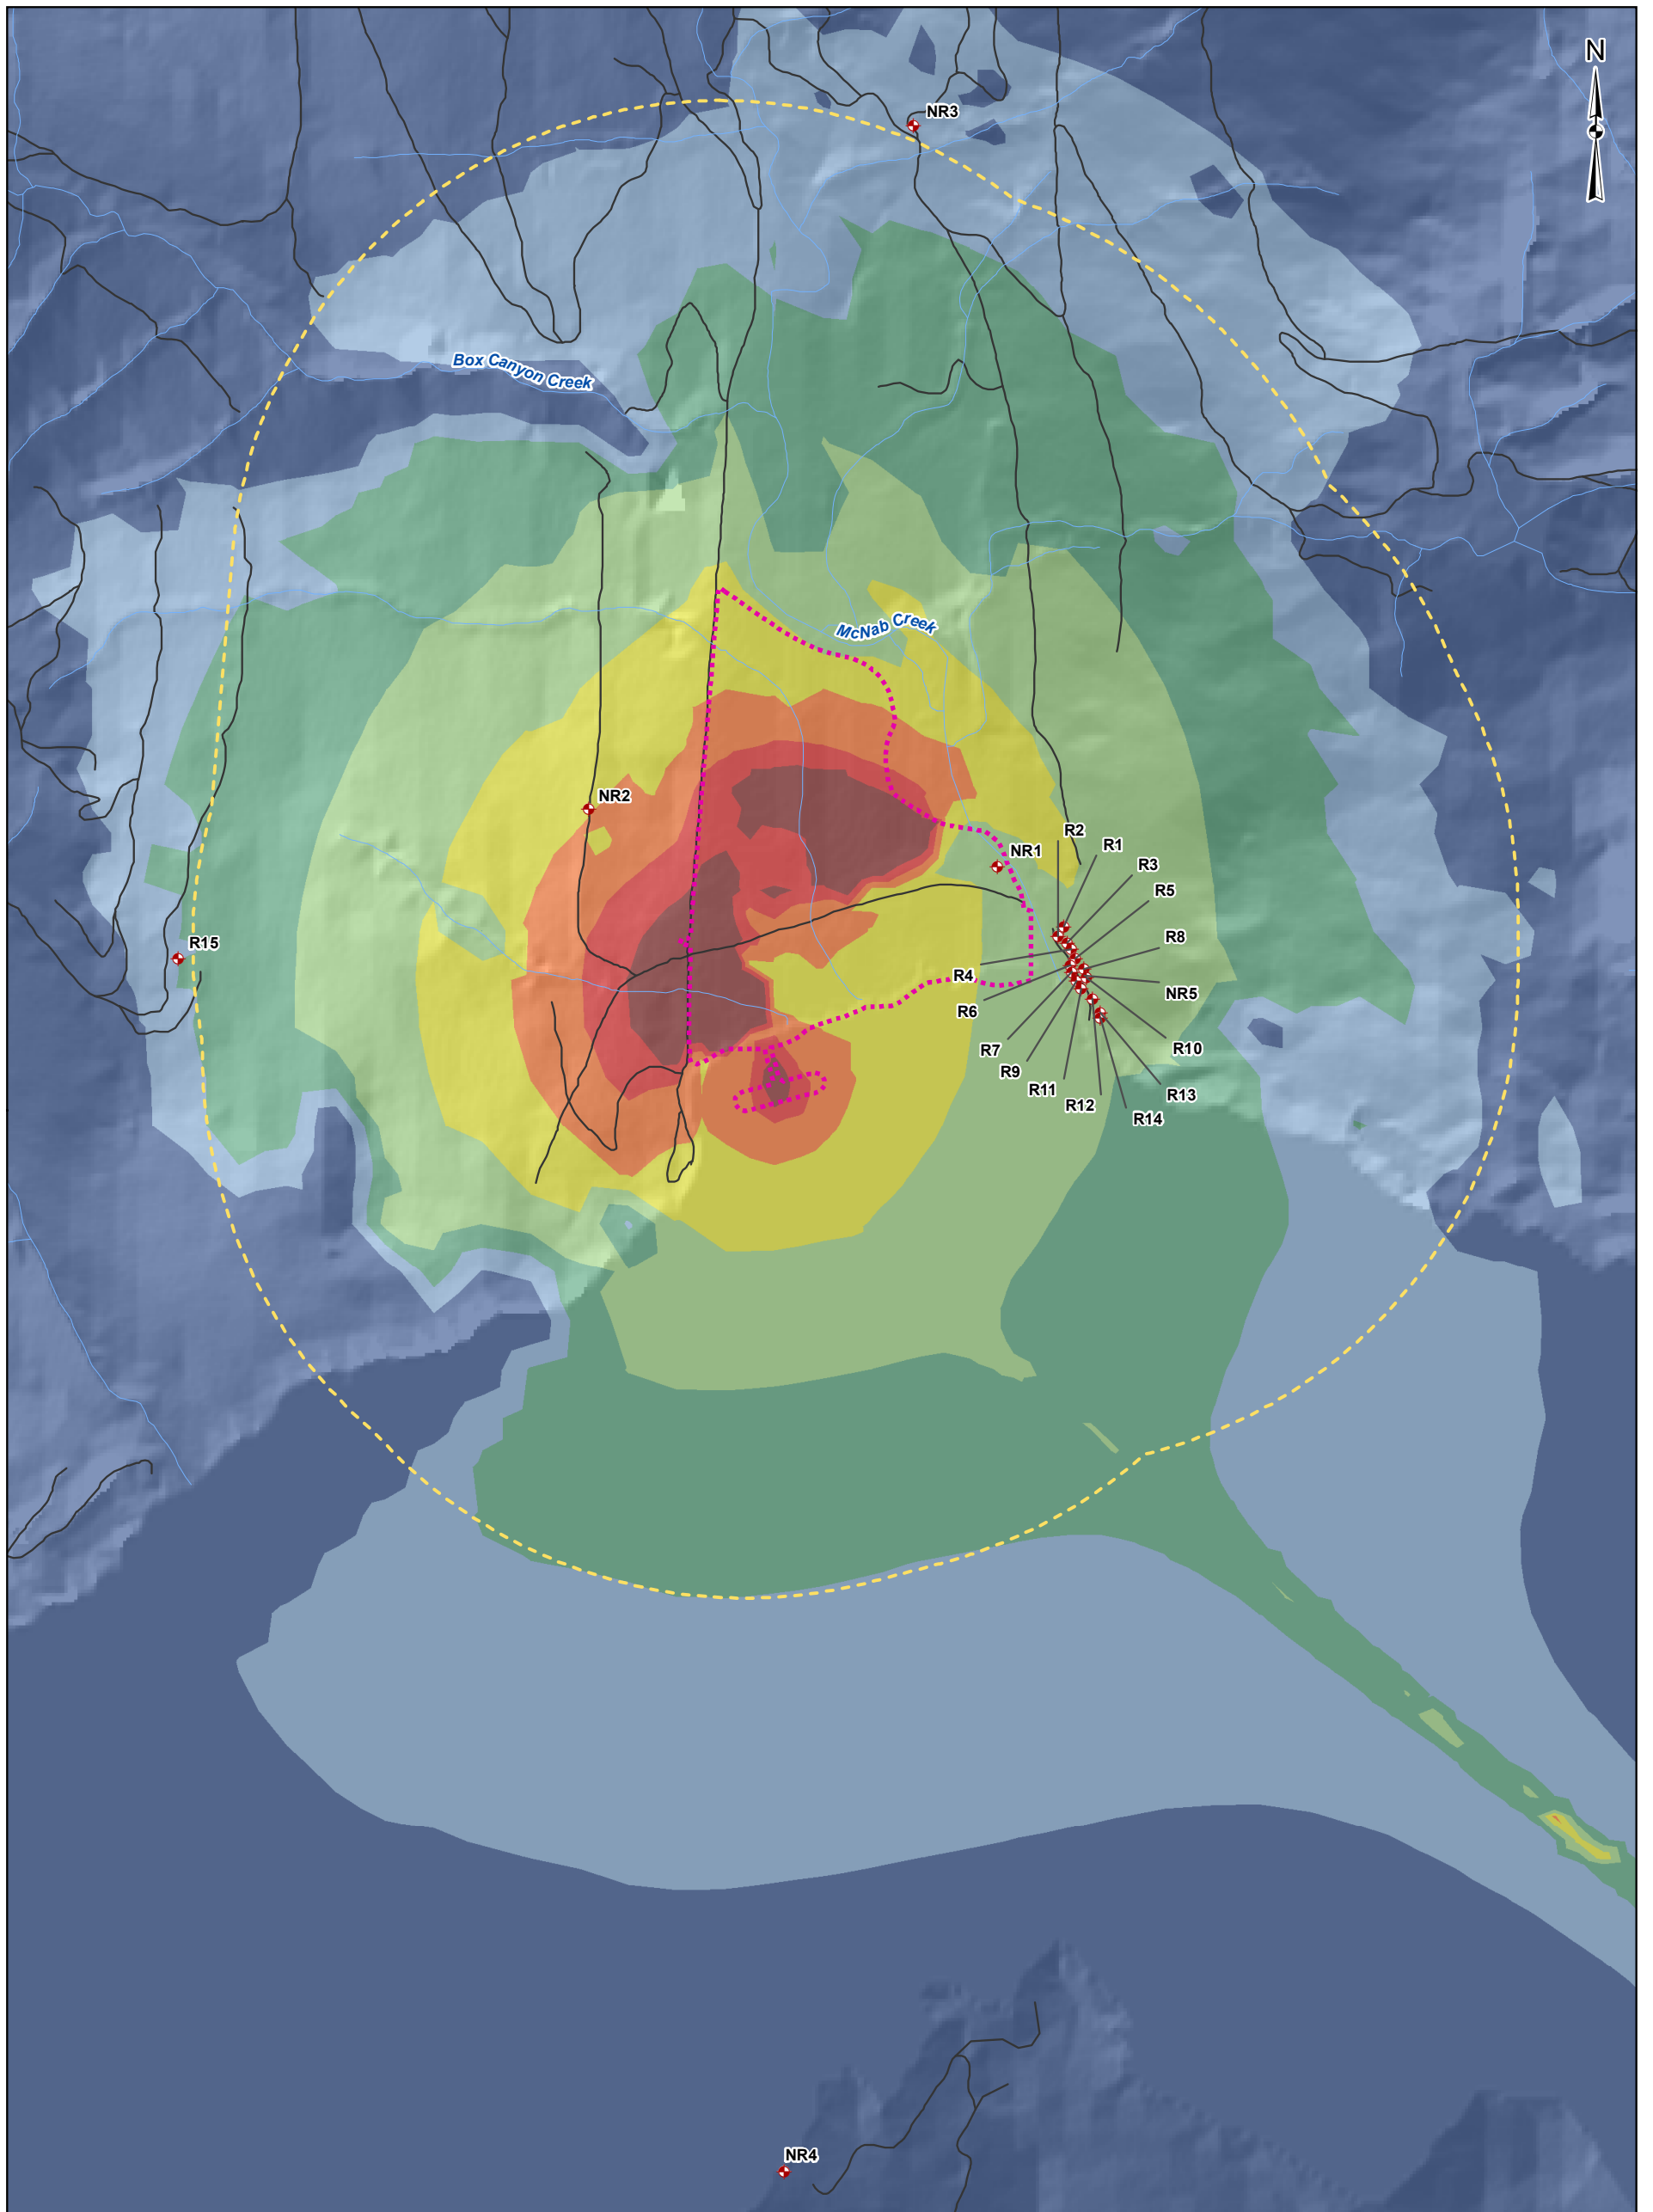 N
NR3
Box Canyon Creek
McNab Creek
NR2
R2
R1
NR1
R3
R5
R8
R15
R4
NR5
R6
R7
R10
R9
R11
R13
R12
R14
NR4